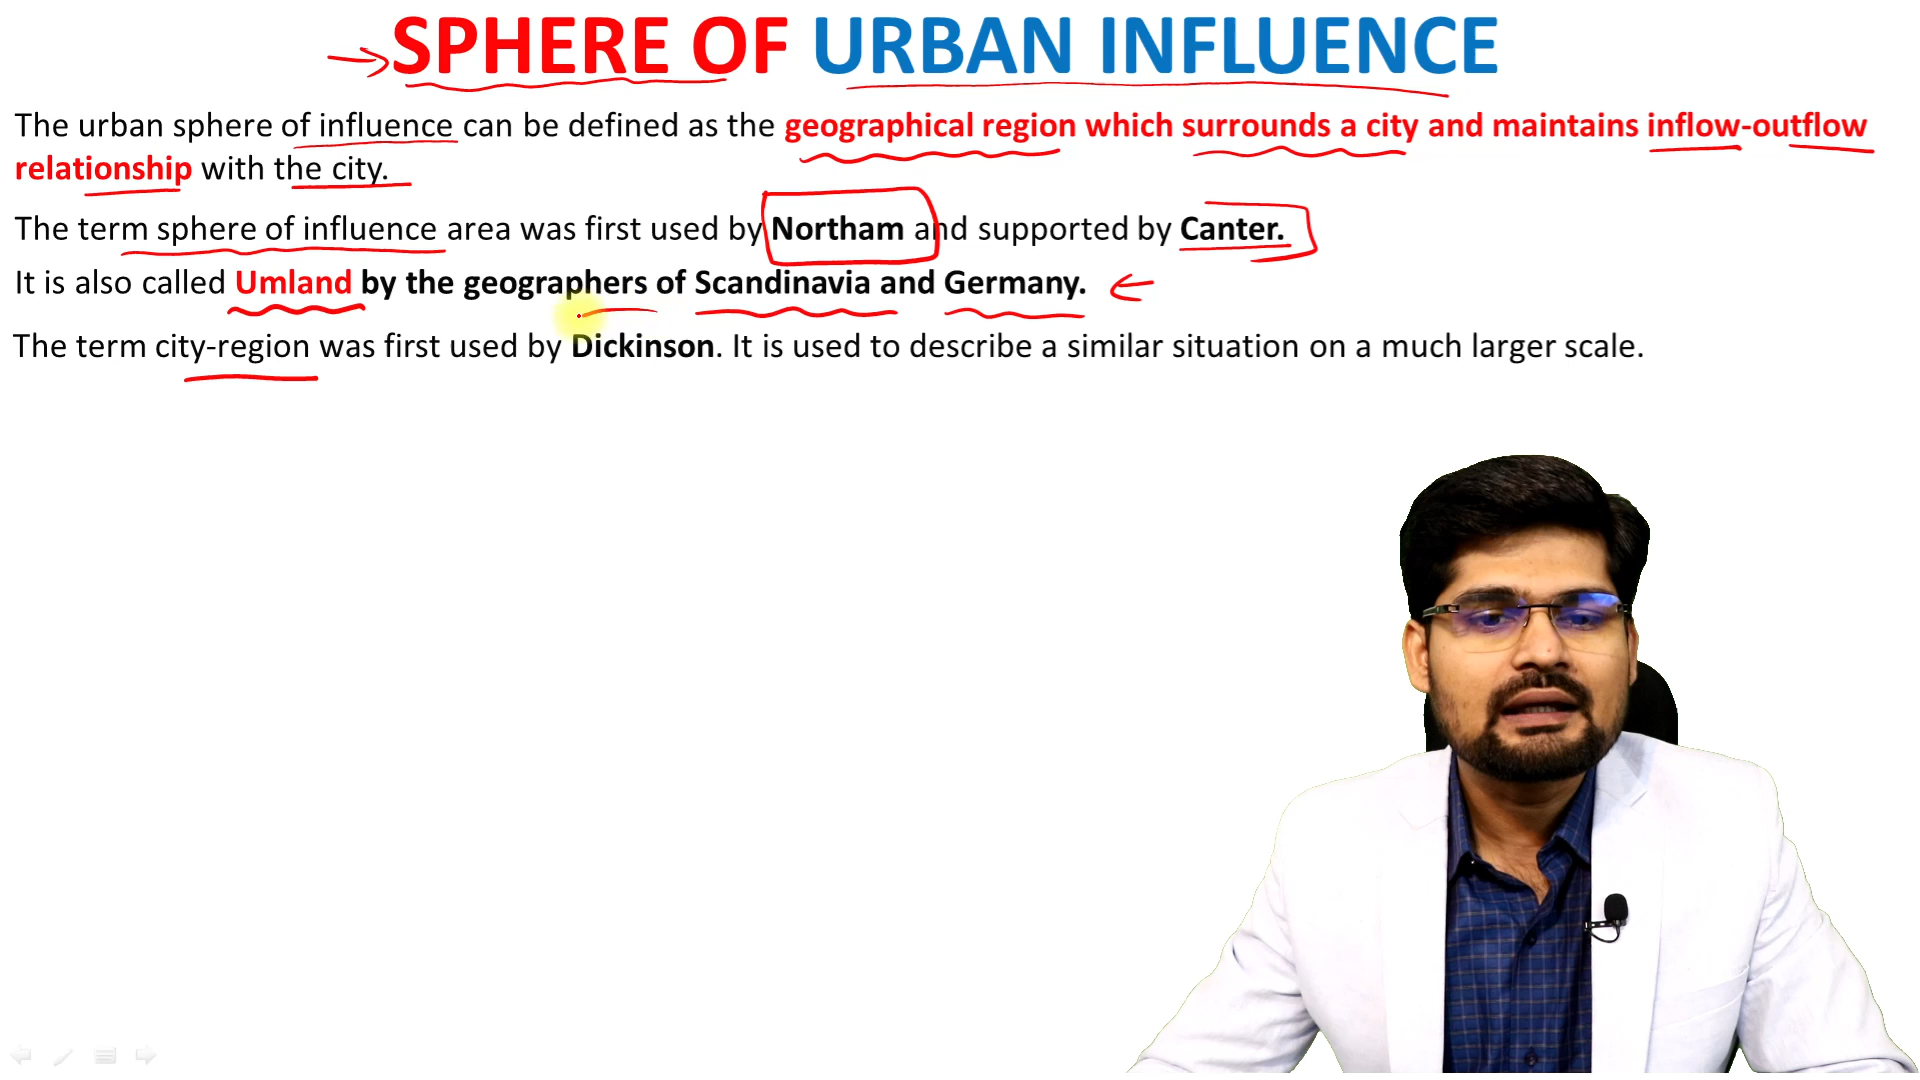 SPHERE OF URBAN INFLUENCE
The urban sphere of influence can be defined as the geographical region which surrounds a city and maintains inflow-outflow
relationship with the city.
The term sphere of influence area was first used by Northam and supported by Canter.
It is also called Umland by the geographers of Scandinavia and Germany.
The term city-region was first used by Dickinson. It is used to describe a similar situation on a much larger scale.